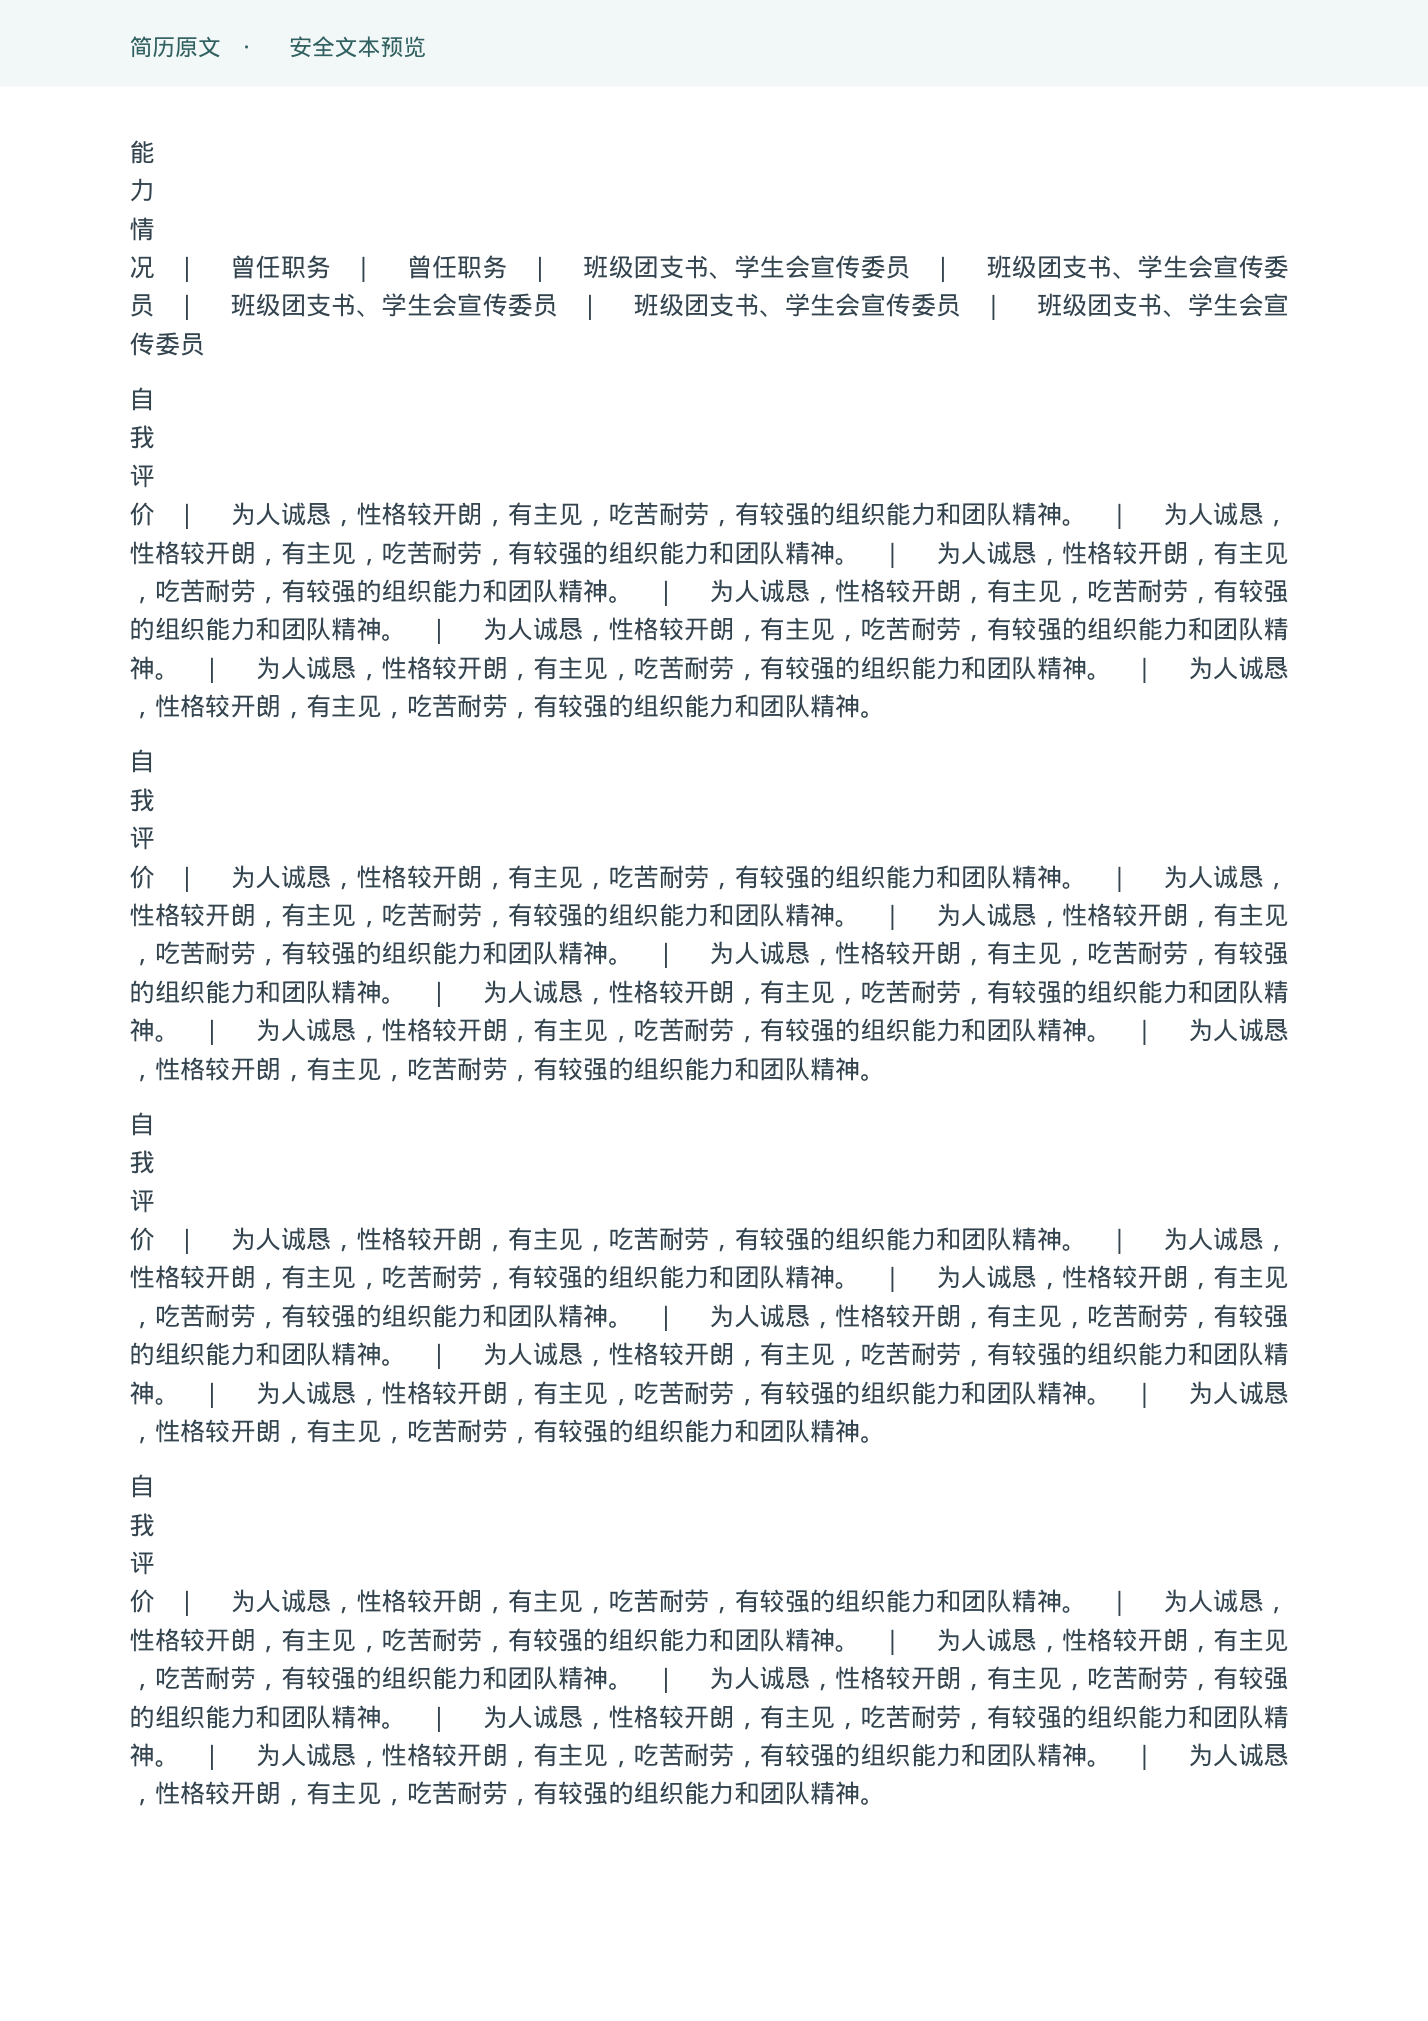 简历原文 · 安全文本预览
能
力
情
况 | 曾任职务 | 曾任职务 | 班级团支书、学生会宣传委员 | 班级团支书、学生会宣传委
员 | 班级团支书、学生会宣传委员 | 班级团支书、学生会宣传委员 | 班级团支书、学生会宣
传委员
自
我
评
价 | 为人诚恳，性格较开朗，有主见，吃苦耐劳，有较强的组织能力和团队精神。 | 为人诚恳，
性格较开朗，有主见，吃苦耐劳，有较强的组织能力和团队精神。 | 为人诚恳，性格较开朗，有主见
，吃苦耐劳，有较强的组织能力和团队精神。 | 为人诚恳，性格较开朗，有主见，吃苦耐劳，有较强
的组织能力和团队精神。 | 为人诚恳，性格较开朗，有主见，吃苦耐劳，有较强的组织能力和团队精
神。 | 为人诚恳，性格较开朗，有主见，吃苦耐劳，有较强的组织能力和团队精神。 | 为人诚恳
，性格较开朗，有主见，吃苦耐劳，有较强的组织能力和团队精神。
自
我
评
价 | 为人诚恳，性格较开朗，有主见，吃苦耐劳，有较强的组织能力和团队精神。 | 为人诚恳，
性格较开朗，有主见，吃苦耐劳，有较强的组织能力和团队精神。 | 为人诚恳，性格较开朗，有主见
，吃苦耐劳，有较强的组织能力和团队精神。 | 为人诚恳，性格较开朗，有主见，吃苦耐劳，有较强
的组织能力和团队精神。 | 为人诚恳，性格较开朗，有主见，吃苦耐劳，有较强的组织能力和团队精
神。 | 为人诚恳，性格较开朗，有主见，吃苦耐劳，有较强的组织能力和团队精神。 | 为人诚恳
，性格较开朗，有主见，吃苦耐劳，有较强的组织能力和团队精神。
自
我
评
价 | 为人诚恳，性格较开朗，有主见，吃苦耐劳，有较强的组织能力和团队精神。 | 为人诚恳，
性格较开朗，有主见，吃苦耐劳，有较强的组织能力和团队精神。 | 为人诚恳，性格较开朗，有主见
，吃苦耐劳，有较强的组织能力和团队精神。 | 为人诚恳，性格较开朗，有主见，吃苦耐劳，有较强
的组织能力和团队精神。 | 为人诚恳，性格较开朗，有主见，吃苦耐劳，有较强的组织能力和团队精
神。 | 为人诚恳，性格较开朗，有主见，吃苦耐劳，有较强的组织能力和团队精神。 | 为人诚恳
，性格较开朗，有主见，吃苦耐劳，有较强的组织能力和团队精神。
自
我
评
价 | 为人诚恳，性格较开朗，有主见，吃苦耐劳，有较强的组织能力和团队精神。 | 为人诚恳，
性格较开朗，有主见，吃苦耐劳，有较强的组织能力和团队精神。 | 为人诚恳，性格较开朗，有主见
，吃苦耐劳，有较强的组织能力和团队精神。 | 为人诚恳，性格较开朗，有主见，吃苦耐劳，有较强
的组织能力和团队精神。 | 为人诚恳，性格较开朗，有主见，吃苦耐劳，有较强的组织能力和团队精
神。 | 为人诚恳，性格较开朗，有主见，吃苦耐劳，有较强的组织能力和团队精神。 | 为人诚恳
，性格较开朗，有主见，吃苦耐劳，有较强的组织能力和团队精神。